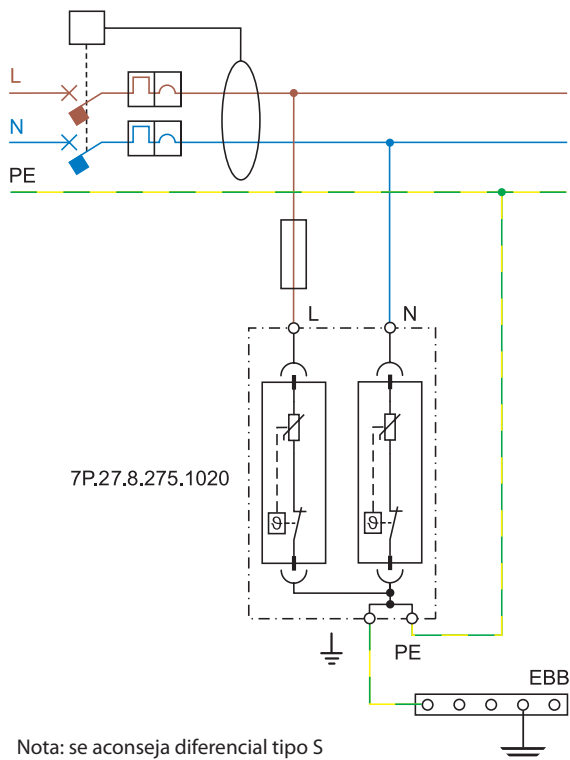 L
N
PE
L
N
7P.27.8.275.1020
ϑ
ϑ
PE
EBB
Nota: se aconseja diferencial tipo S